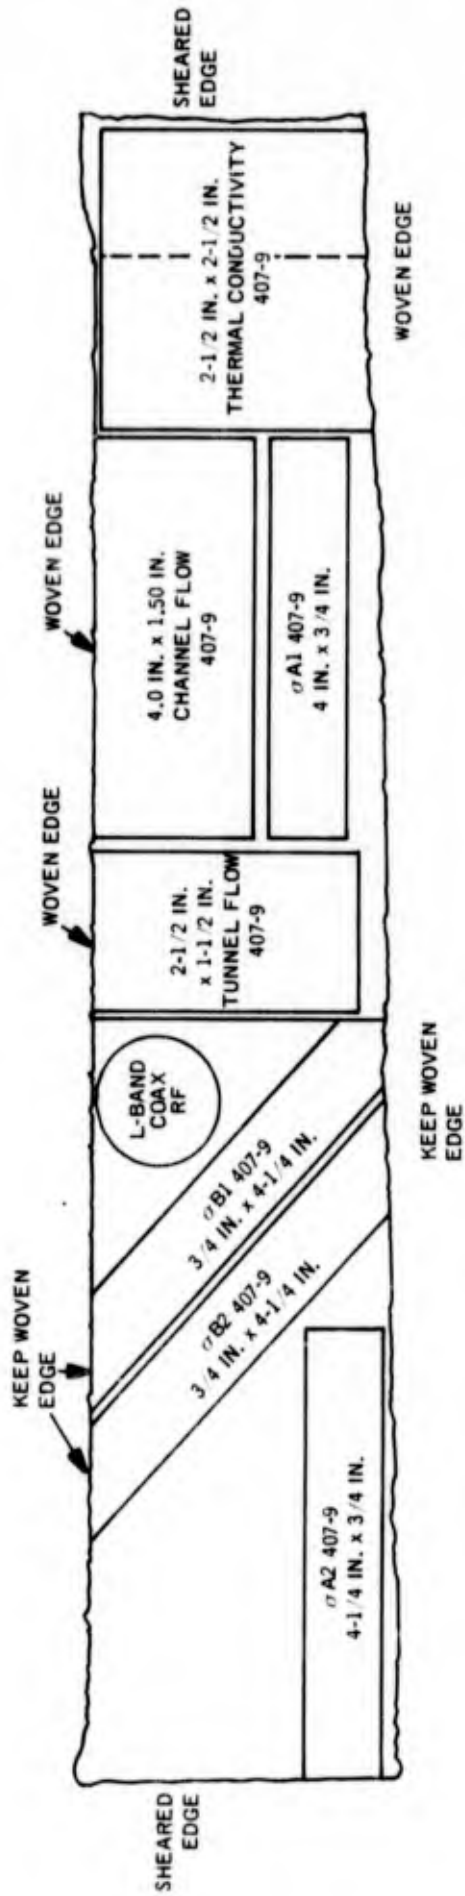 SHEARED
EDGE
KEEP WOVEN
EDGE
WOVEN EDGE
WOVEN EDGE
σA2 407-9
4-1/4 IN. x 3/4 IN.
σB2 407-9
3/4 IN. x 4-1/4 IN.
σB1 407-9
3/4 IN. x 4-1/4 IN.
L-BAND
COAX
RF
2-1/2 IN.
x 1-1/2 IN.
TUNNEL FLOW
407-9
4.0 IN. x 1.50 IN.
CHANNEL FLOW
407-9
σA1 407-9
4 IN. x 3/4 IN.
2-1/2 IN. x 2-1/2 IN.
THERMAL CONDUCTIVITY
407-9
SHEARED
EDGE
KEEP WOVEN
EDGE
WOVEN EDGE